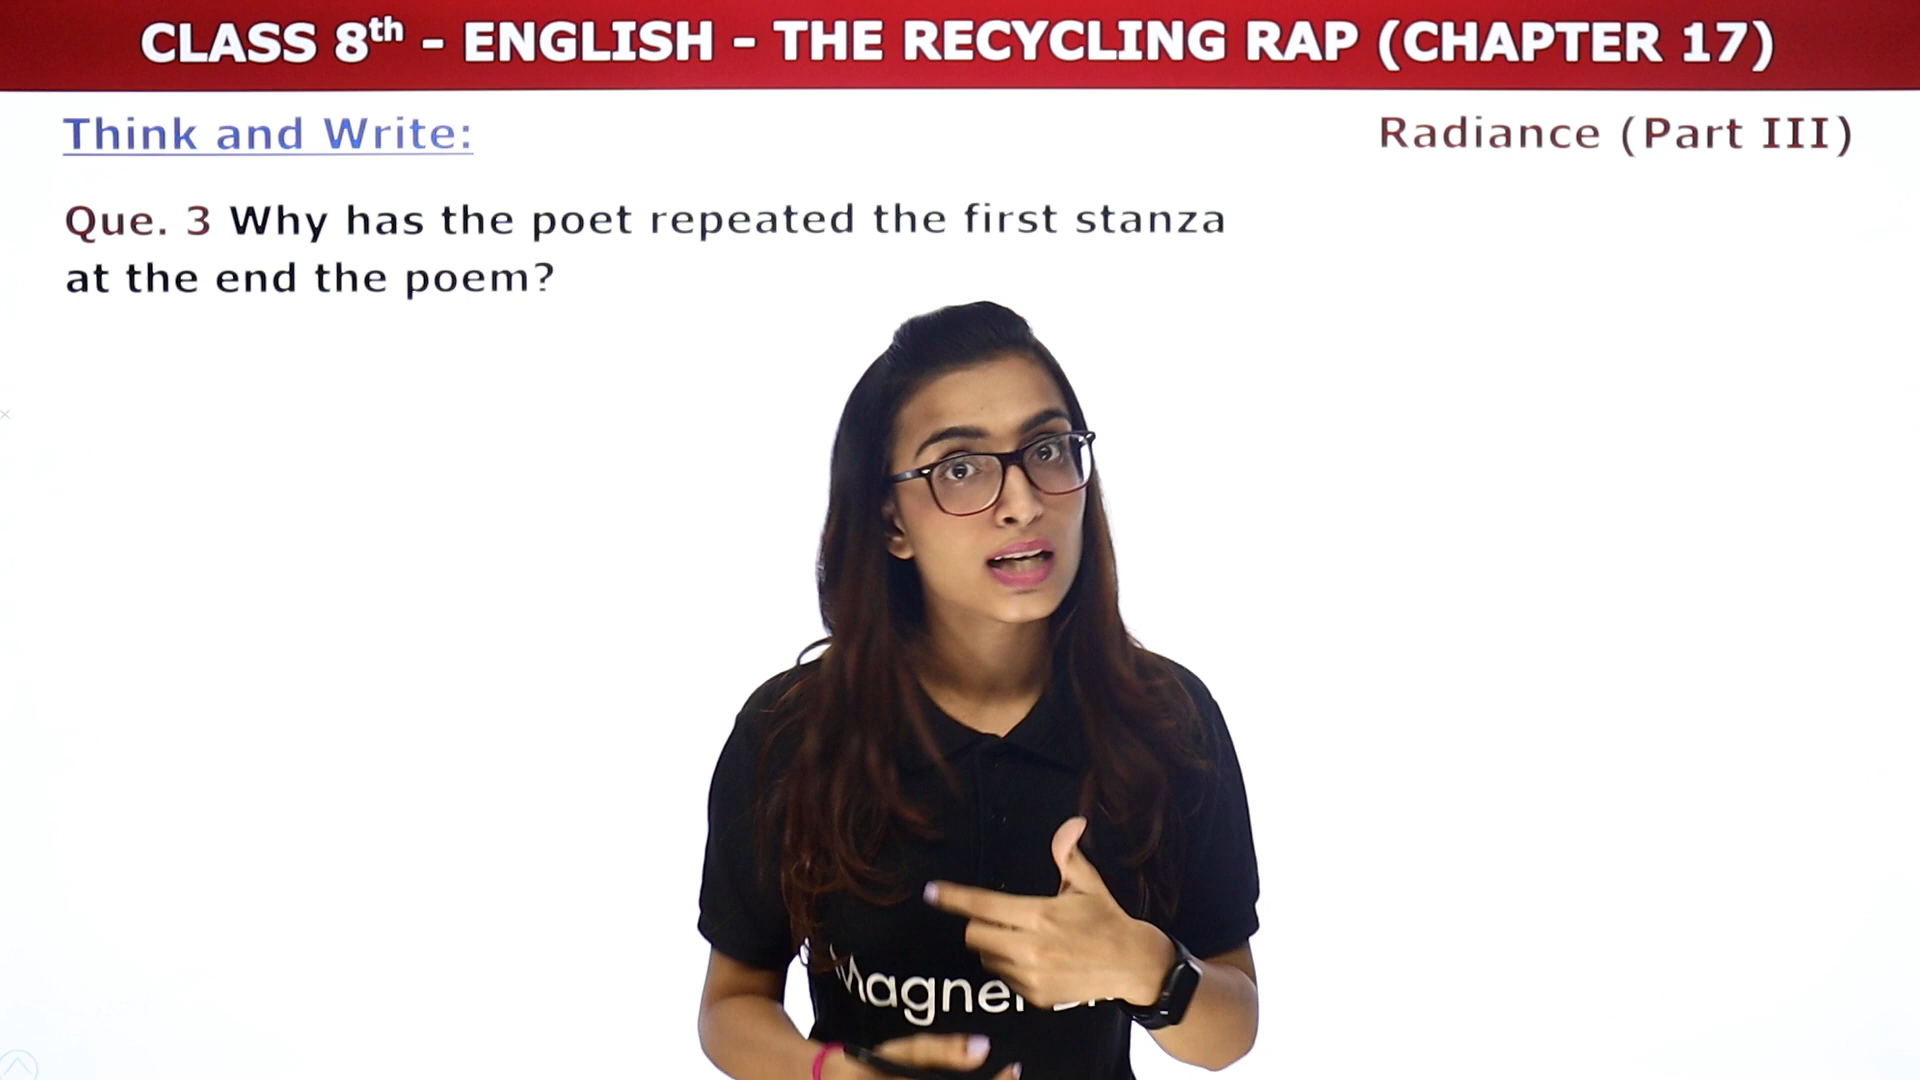 CLASS 8th - ENGLISH - THE RECYCLING RAP (CHAPTER 17)
Think and Write:
Radiance (Part III)
Que. 3 Why has the poet repeated the first stanza
at the end the poem?